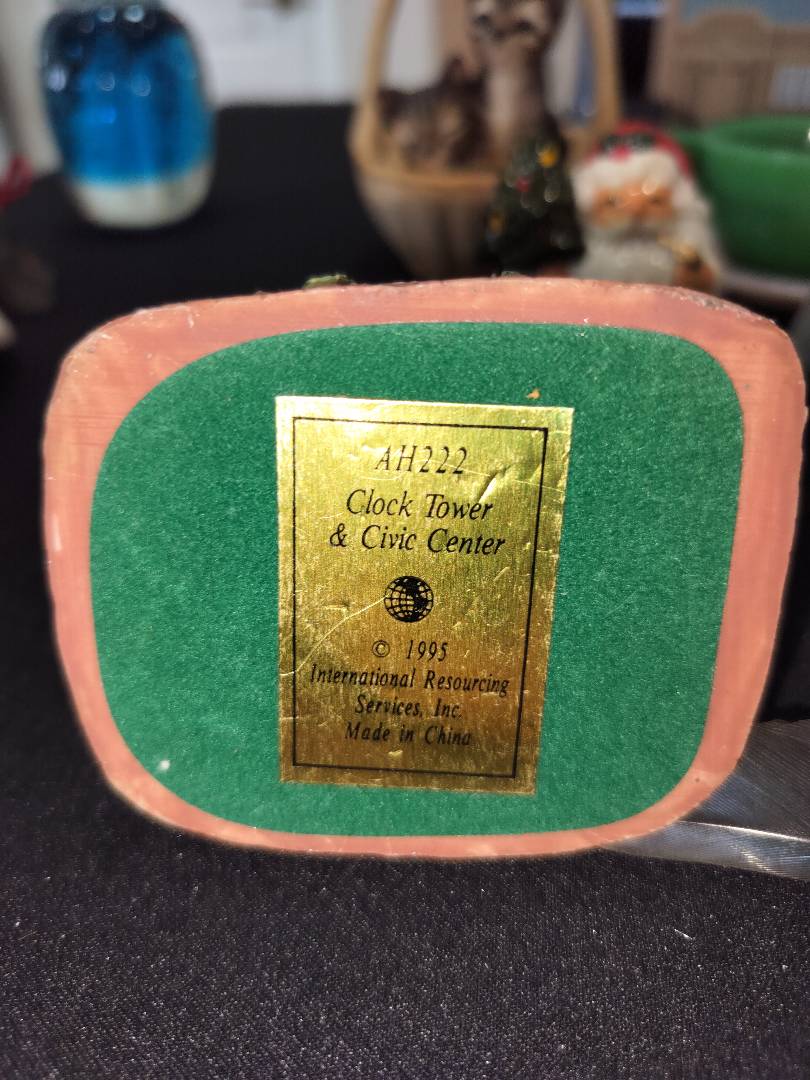 AH222
Clock Tower
& Civic Center
© 1995
International Resourcing
Services, Inc.
Made in China